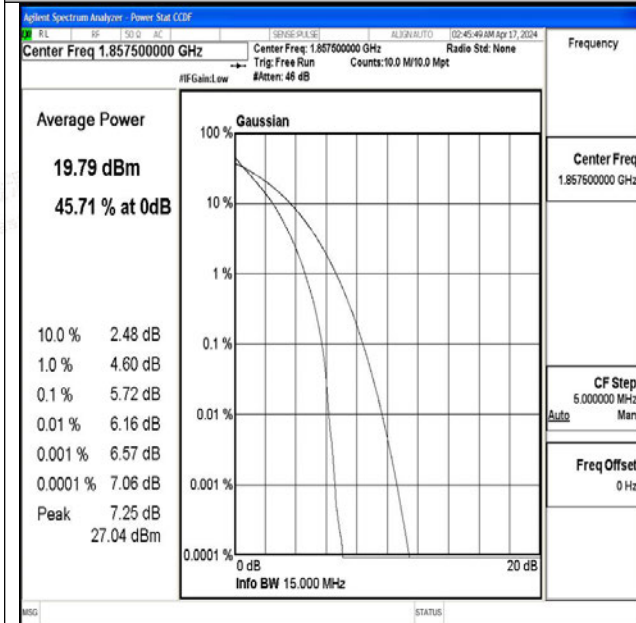 Agilent Spectrum Analyzer - Power Stat CCDF
RL RF 50 Ω AC SENSE:PULSE ALIGN AUTO 02:45:49 AM Apr 17, 2024
Center Freq 1.857500000 GHz
Center Freq: 1.857500000 GHz Radio Std: None
Trig: Free Run Counts:10.0 M/10.0 Mpt
#IFGain:Low #Atten: 46 dB
Frequency
Average Power
19.79 dBm
45.71 % at 0dB
10.0 % 2.48 dB
1.0 % 4.60 dB
0.1 % 5.72 dB
0.01 % 6.16 dB
0.001 % 6.57 dB
0.0001 % 7.06 dB
Peak 7.25 dB
27.04 dBm
Gaussian
100 %
10 %
1 %
0.1 %
0.01 %
0.001 %
0.0001 %
0 dB 20 dB
Info BW 15.000 MHz
Center Freq
1.857500000 GHz
CF Step
5.000000 MHz
Auto Man
Freq Offset
0 Hz
MSG STATUS